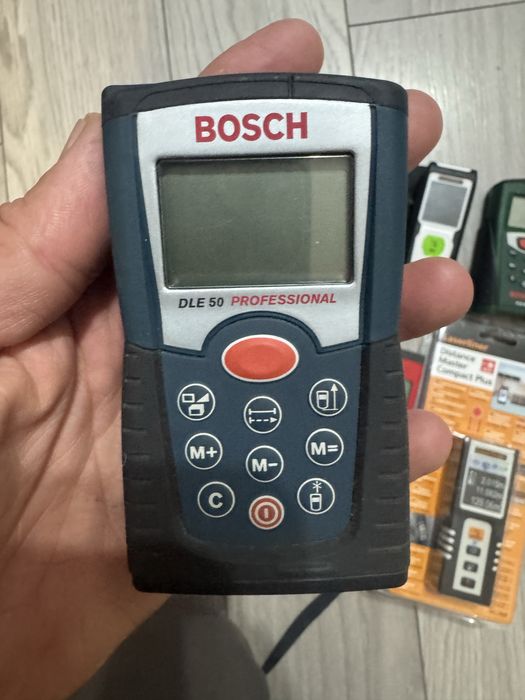 BOSCH
DLE 50 PROFESSIONAL
M+
M-
M=
C
Laserliner
Distance
Master
Compact Plus